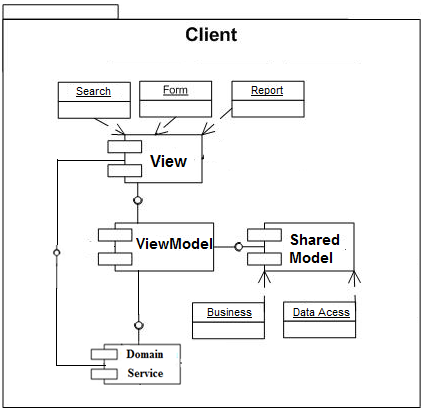 Client
Search
Form
Report
View
ViewModel
Shared
Model
Business
Data Acess
Domain
Service